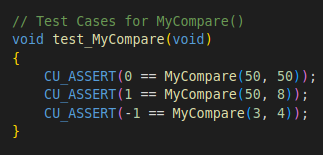 // Test Cases for MyCompare()
void test_MyCompare(void)
{
    CU_ASSERT(0 == MyCompare(50, 50));
    CU_ASSERT(1 == MyCompare(50, 8));
    CU_ASSERT(-1 == MyCompare(3, 4));
}